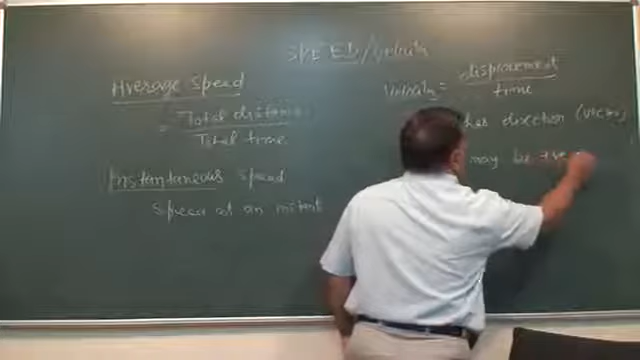 SPEED/Velocity
Average Speed
= Total distance
Total time
Instantaneous Speed
Speed at an instant
Velocity = displacement
time
has direction (vector)
may be +ve